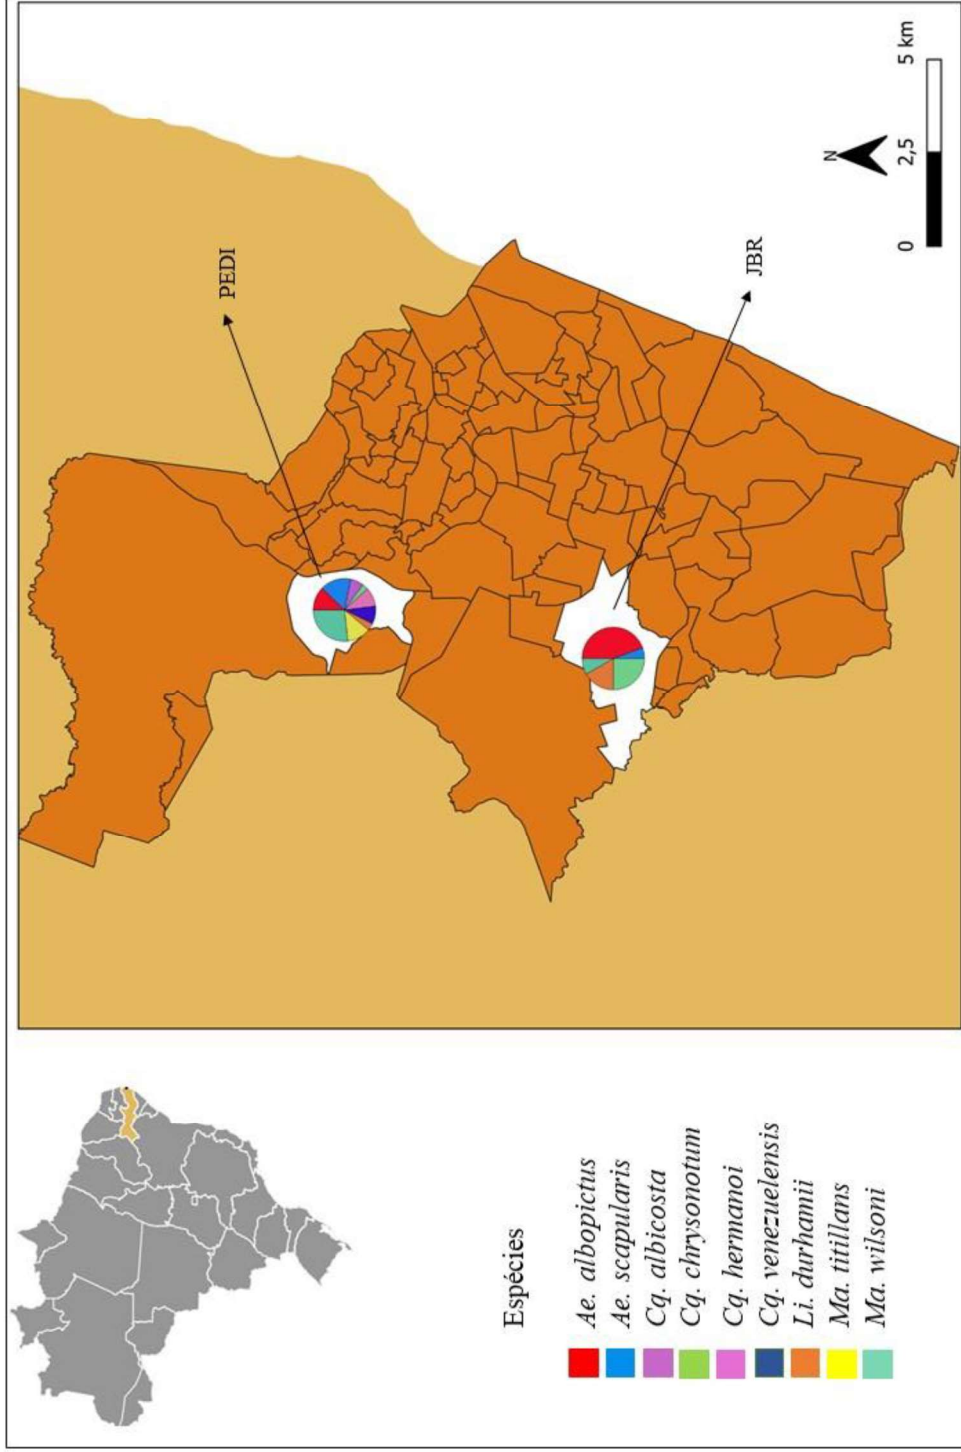 Espécies
Ae. albopictus
Ae. scapularis
Cq. albicosta
Cq. chrysonotum
Cq. hermanoi
Cq. venezuelensis
Li. durhamii
Ma. titillans
Ma. wilsoni
PEDI
JBR
N
0 2,5 5 km